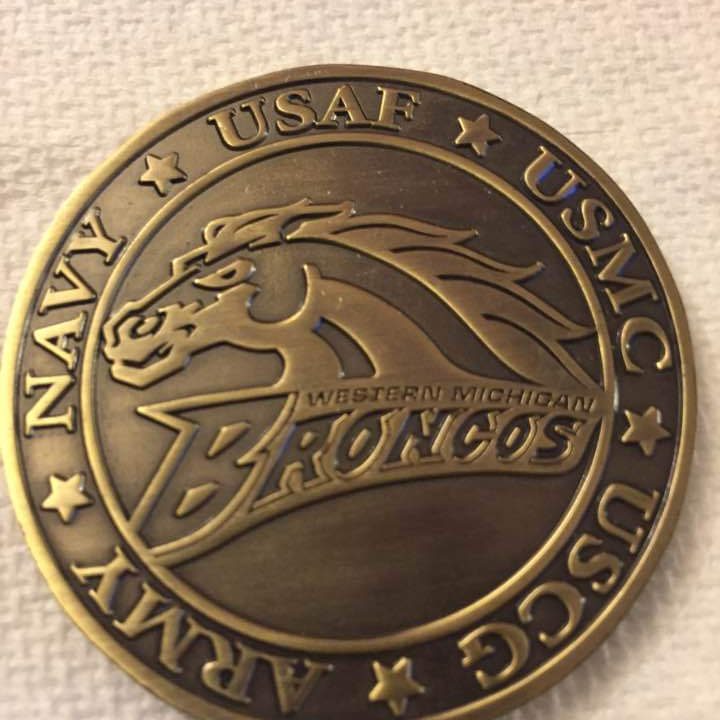 USAF
USMC
USCG
ARMY
NAVY
WESTERN MICHIGAN
BRONCOS